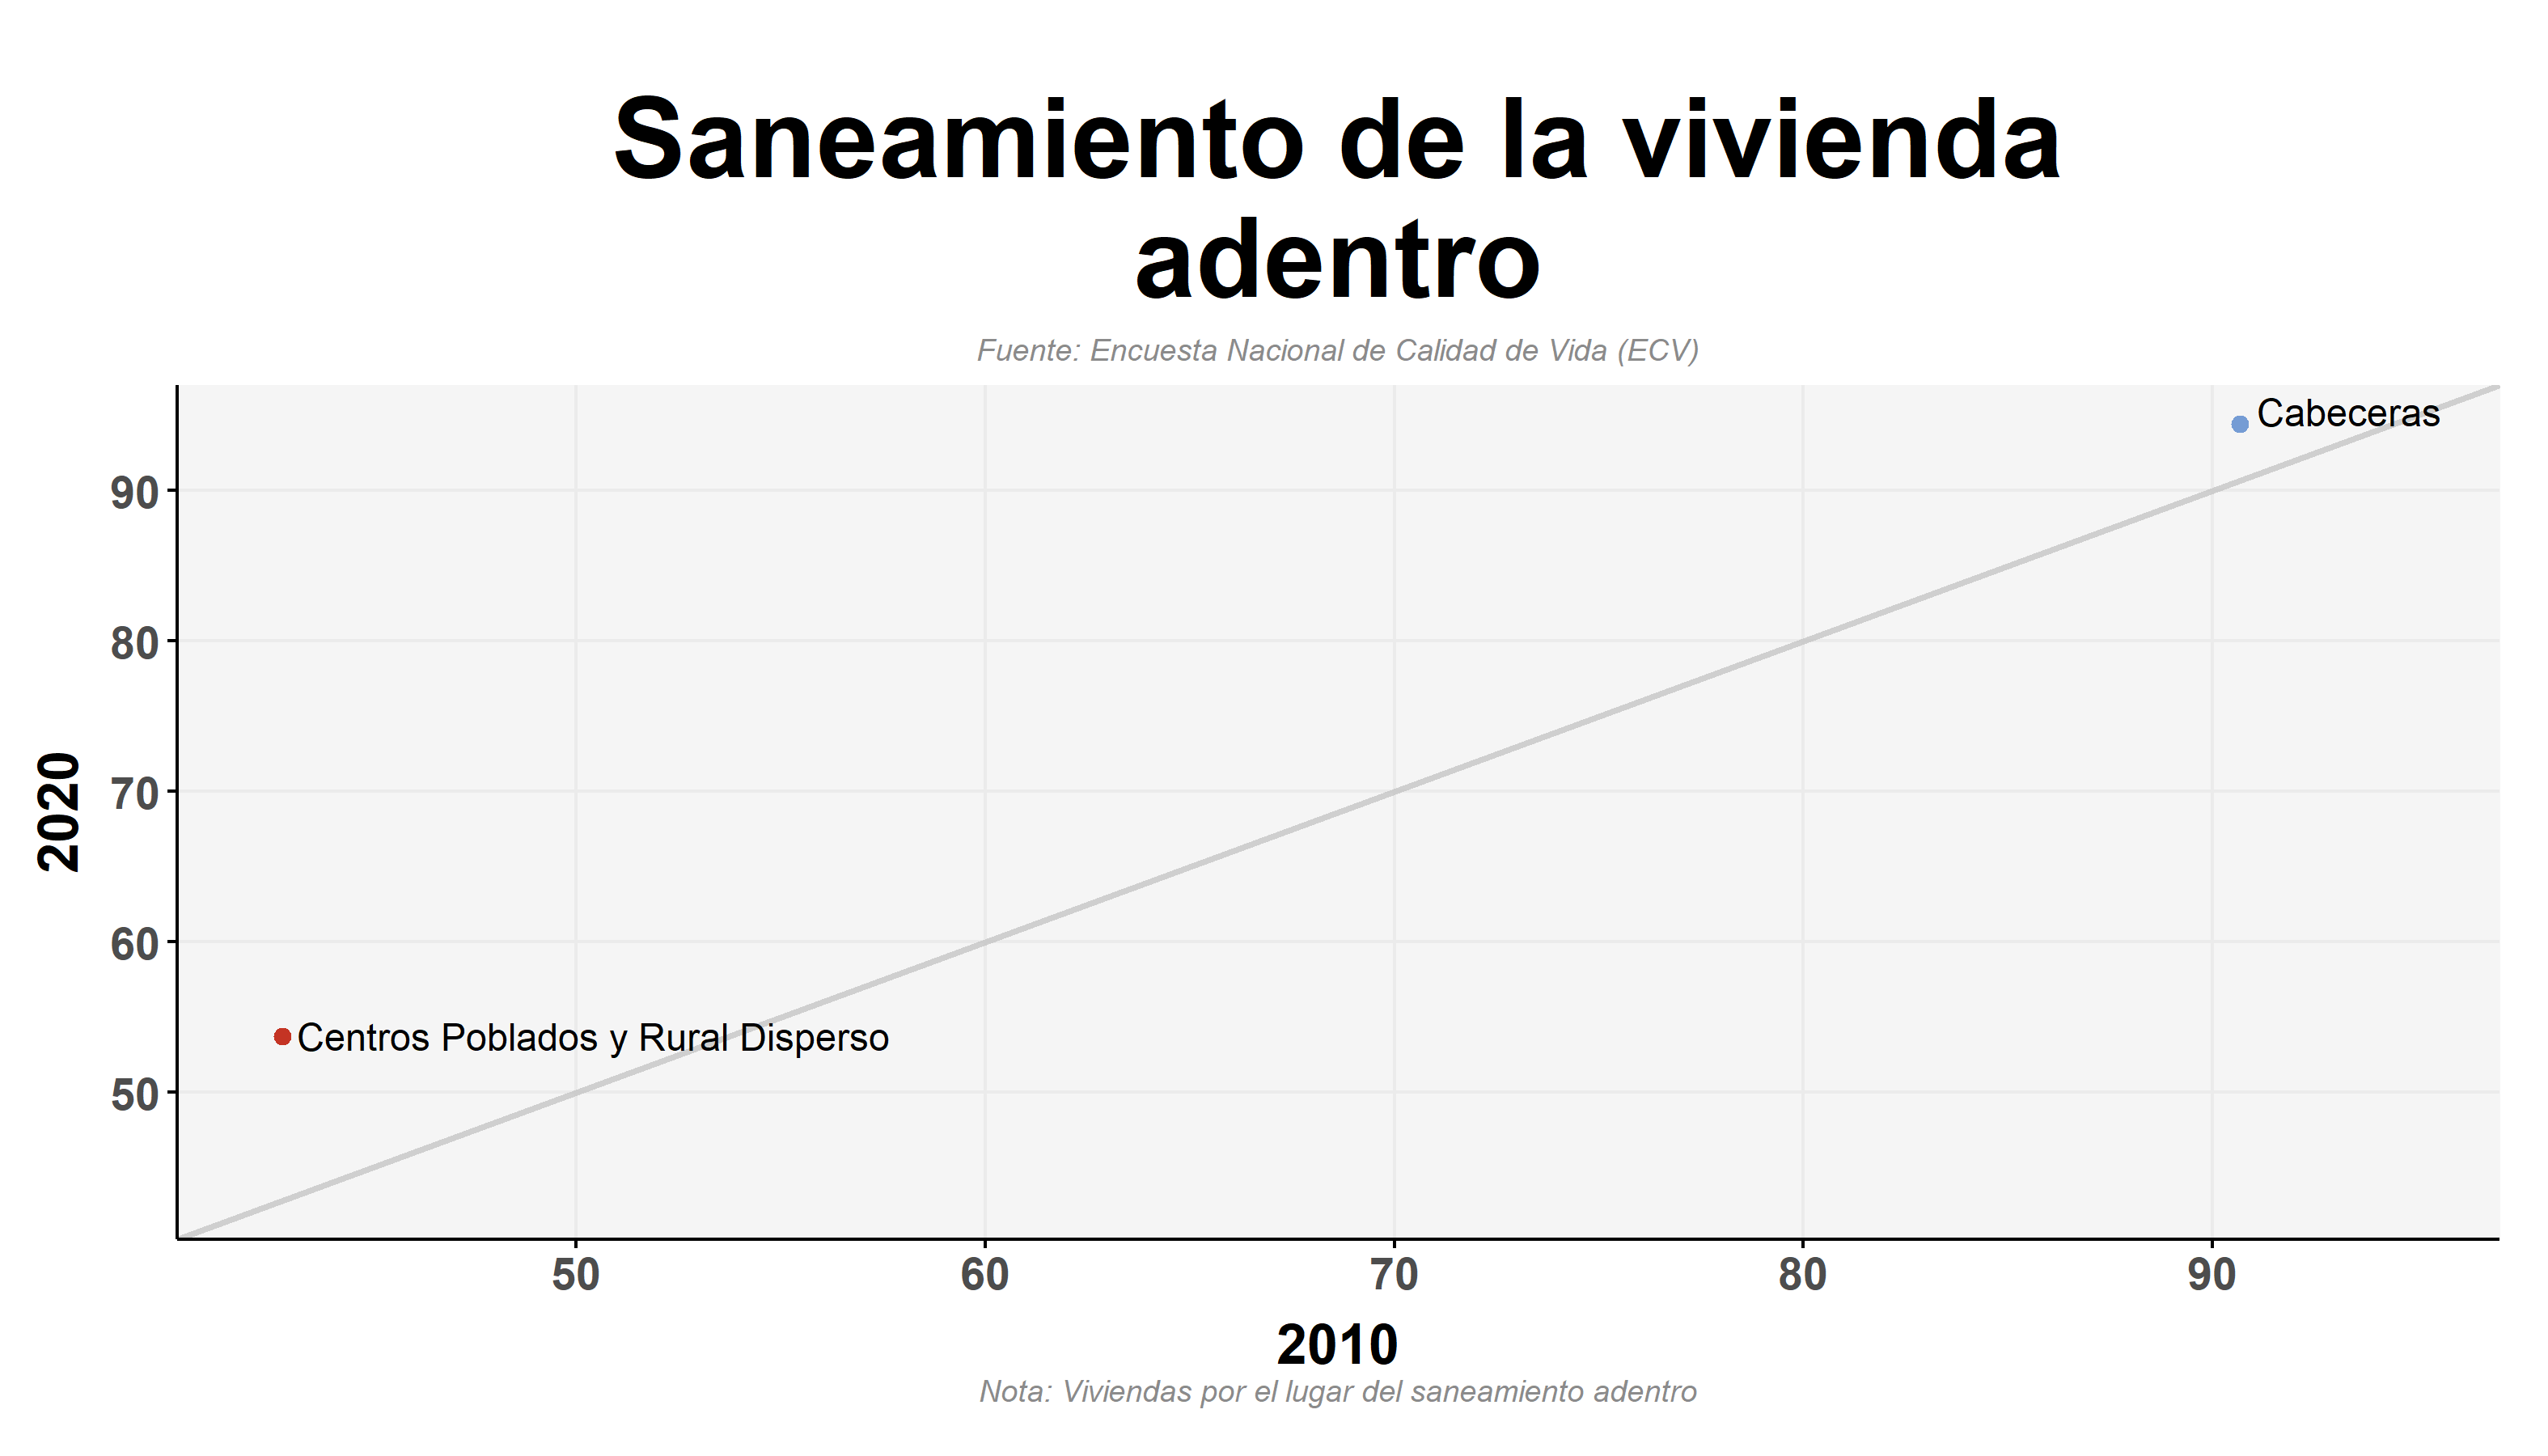 Saneamiento de la vivienda
adentro
Fuente: Encuesta Nacional de Calidad de Vida (ECV)
Cabeceras
90
80
70
2020
60
Centros Poblados y Rural Disperso
50
50 60 70 80 90
2010
Nota: Viviendas por el lugar del saneamiento adentro